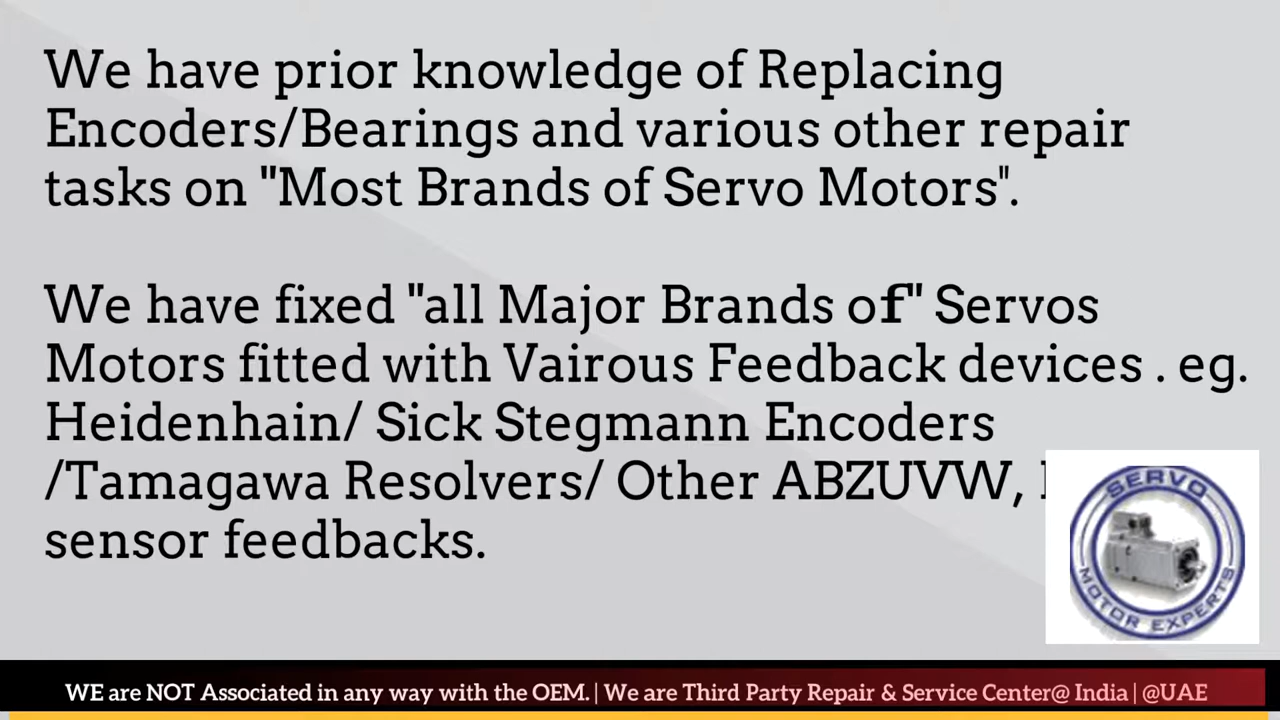 We have prior knowledge of Replacing
Encoders/Bearings and various other repair
tasks on "Most Brands of Servo Motors".
We have fixed "all Major Brands of" Servos
Motors fitted with Vairous Feedback devices . eg.
Heidenhain/ Sick Stegmann Encoders
/Tamagawa Resolvers/ Other ABZUVW,
sensor feedbacks.
SERVO
MOTOR EXPERTS
WE are NOT Associated in any way with the OEM. | We are Third Party Repair & Service Center@ India | @UAE